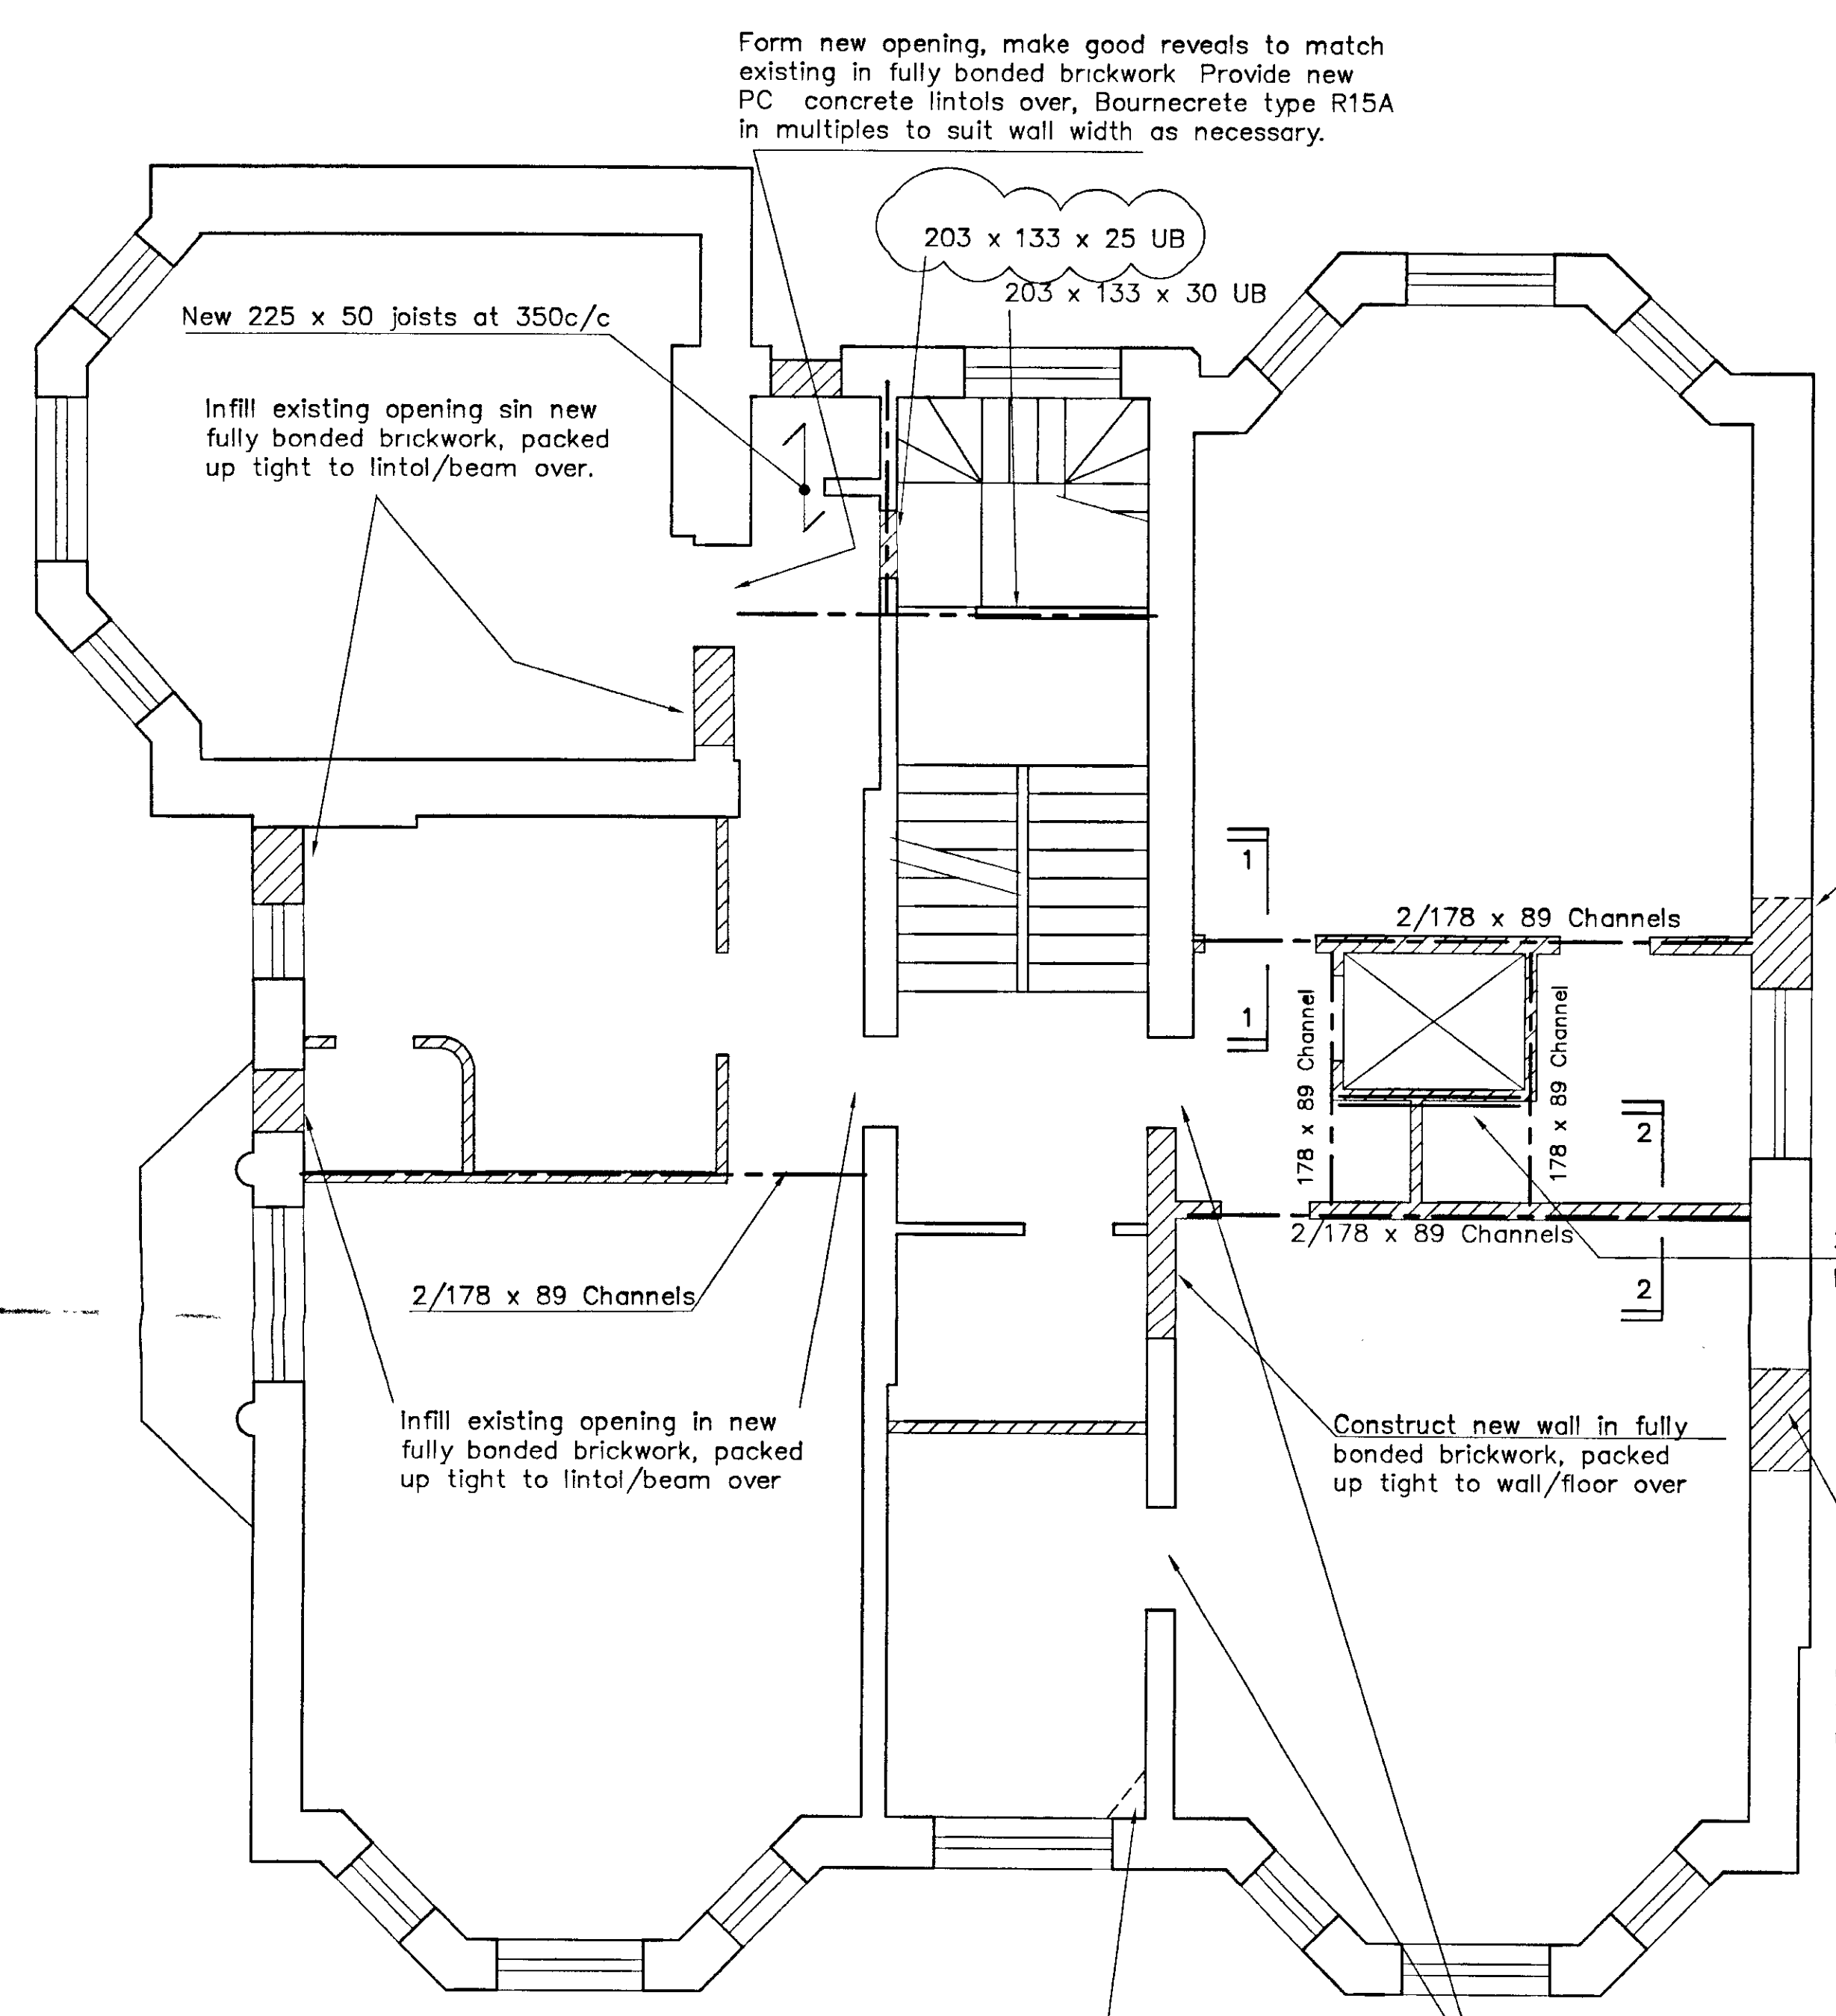 Form new opening, make good reveals to match
existing in fully bonded brickwork Provide new
PC concrete lintols over, Bournecrete type R15A
in multiples to suit wall width as necessary.
203 x 133 x 25 UB
203 x 133 x 30 UB
New 225 x 50 joists at 350c/c
Infill existing opening sin new
fully bonded brickwork, packed
up tight to lintol/beam over.
1
2/178 x 89 Channels
1
178 x 89 Channel
178 x 89 Channel
2
2/178 x 89 Channels
2
2/178 x 89 Channels
Infill existing opening in new
fully bonded brickwork, packed
up tight to lintol/beam over
Construct new wall in fully
bonded brickwork, packed
up tight to wall/floor over